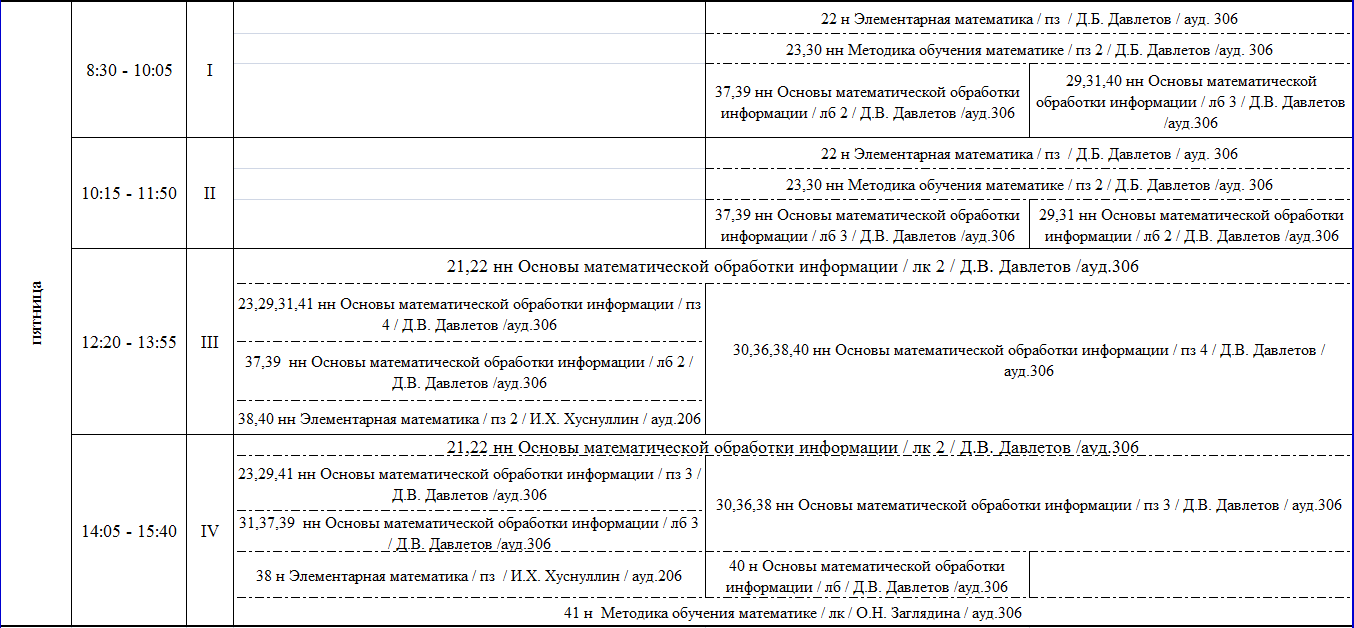 пятница
8:30 - 10:05
I
22 н Элементарная математика / пз / Д.Б. Давлетов / ауд. 306
23,30 нн Методика обучения математике / пз 2 / Д.Б. Давлетов /ауд. 306
37,39 нн Основы математической обработки
информации / лб 2 / Д.В. Давлетов /ауд.306
29,31,40 нн Основы математической
обработки информации / лб 3 / Д.В. Давлетов
/ауд.306
10:15 - 11:50
II
22 н Элементарная математика / пз / Д.Б. Давлетов / ауд. 306
23,30 нн Методика обучения математике / пз 2 / Д.Б. Давлетов /ауд. 306
37,39 нн Основы математической обработки
информации / лб 3 / Д.В. Давлетов /ауд.306
29,31 нн Основы математической обработки
информации / лб 2 / Д.В. Давлетов /ауд.306
12:20 - 13:55
III
21,22 нн Основы математической обработки информации / лк 2 / Д.В. Давлетов /ауд.306
23,29,31,41 нн Основы математической обработки информации / пз
4 / Д.В. Давлетов /ауд.306
37,39 нн Основы математической обработки информации / лб 2 /
Д.В. Давлетов /ауд.306
38,40 нн Элементарная математика / пз 2 / И.Х. Хуснуллин / ауд.206
30,36,38,40 нн Основы математической обработки информации / пз 4 / Д.В. Давлетов /
ауд.306
14:05 - 15:40
IV
21,22 нн Основы математической обработки информации / лк 2 / Д.В. Давлетов /ауд.306
23,29,41 нн Основы математической обработки информации / пз 3 /
Д.В. Давлетов /ауд.306
31,37,39 нн Основы математической обработки информации / лб 3
/ Д.В. Давлетов /ауд.306
38 н Элементарная математика / пз / И.Х. Хуснуллин / ауд.206
30,36,38 нн Основы математической обработки информации / пз 3 / Д.В. Давлетов /ауд.306
40 н Основы математической обработки
информации / лб / Д.В. Давлетов /ауд.306
41 н Методика обучения математике / лк / О.Н. Заглядина / ауд.306